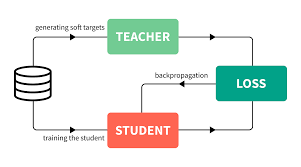 generating soft targets
TEACHER
backpropagation
LOSS
STUDENT
training the student